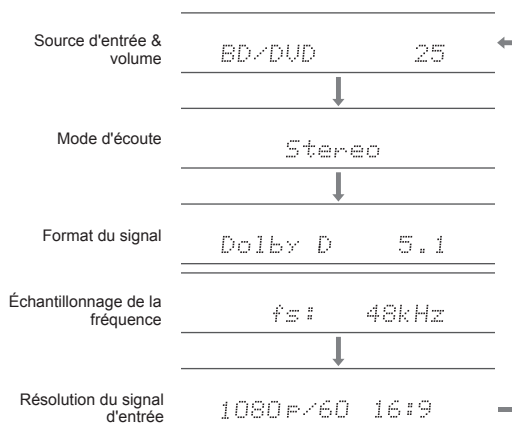 Source d'entrée &
volume
BD/DVD 25
Mode d'écoute
Stereo
Format du signal
Dolby D 5.1
Échantillonnage de la
fréquence
fs: 48kHz
Résolution du signal
d'entrée
1080p/60 16:9